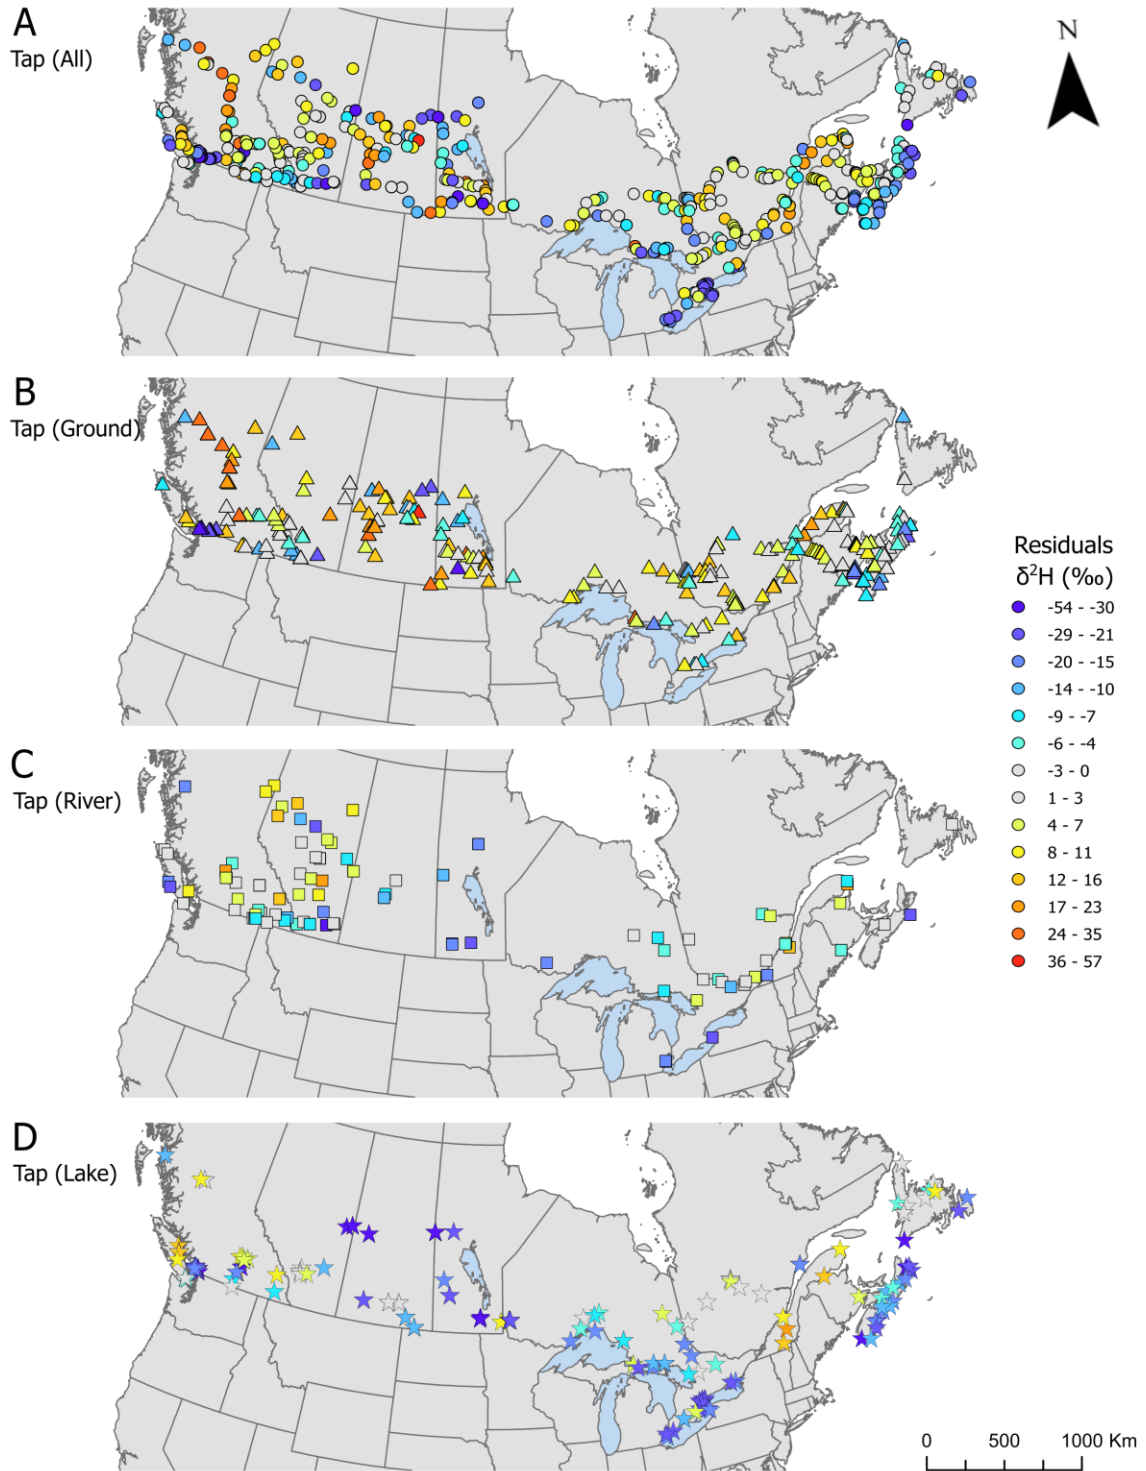 A
Tap (All)
N
B
Tap (Ground)
C
Tap (River)
D
Tap (Lake)
Residuals
δ²H (‰)
-54 - -30
-29 - -21
-20 - -15
-14 - -10
-9 - -7
-6 - -4
-3 - 0
1 - 3
4 - 7
8 - 11
12 - 16
17 - 23
24 - 35
36 - 57
0 500 1000 Km